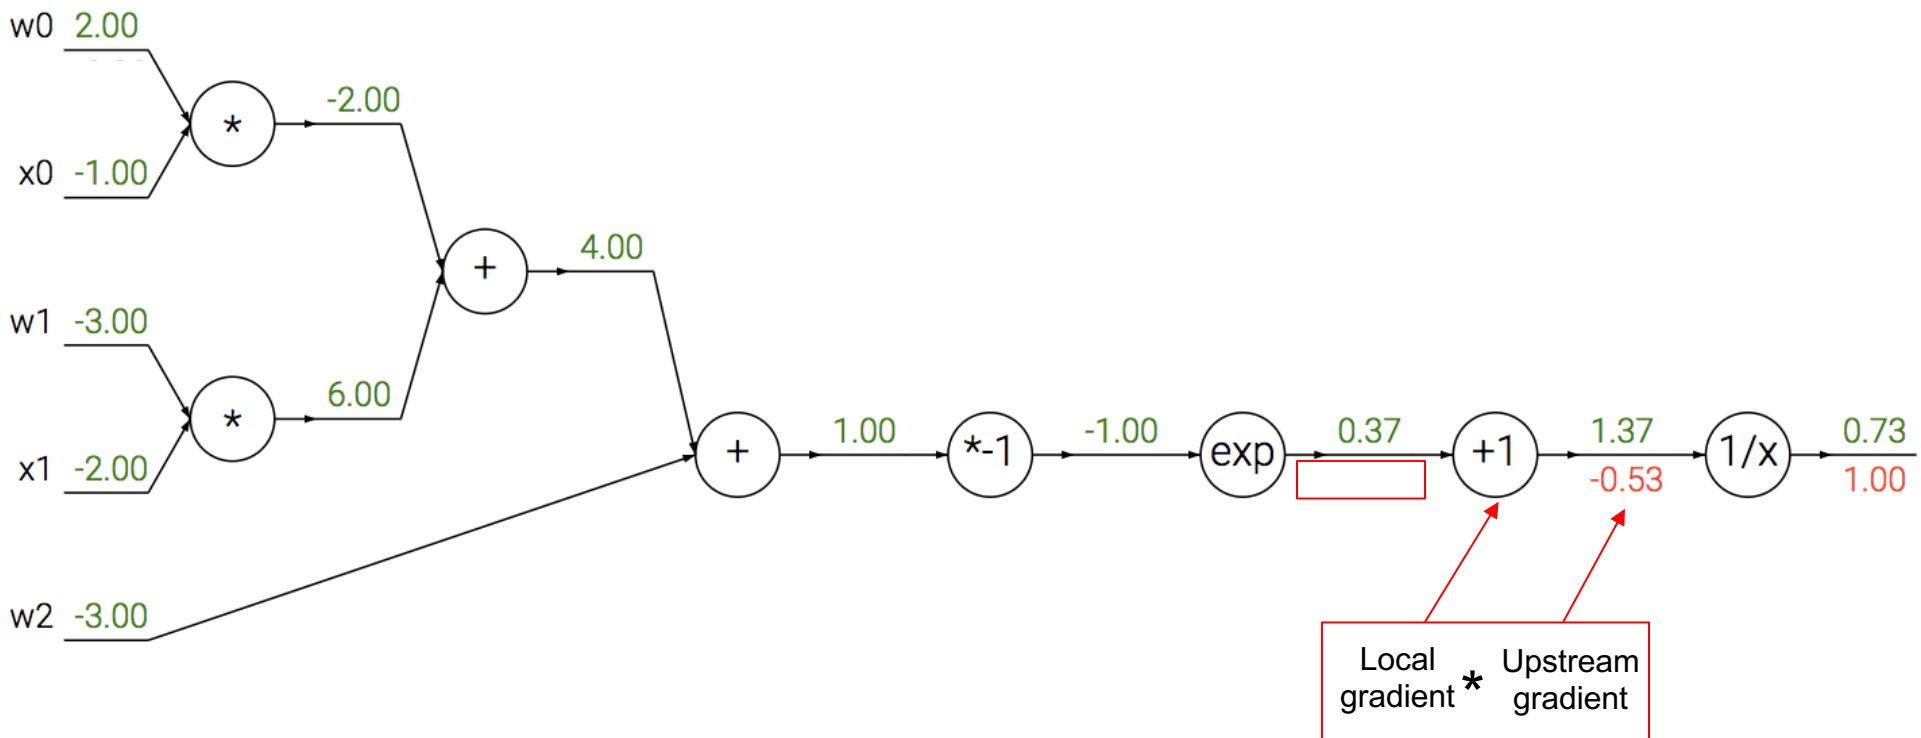 w0 2.00
-2.00
*
x0 -1.00
4.00
+
w1 -3.00
6.00
*
x1 -2.00
1.00 -1.00 0.37 1.37 0.73
+ *-1 exp +1 1/x
-0.53 1.00
w2 -3.00
Local * Upstream
gradient gradient